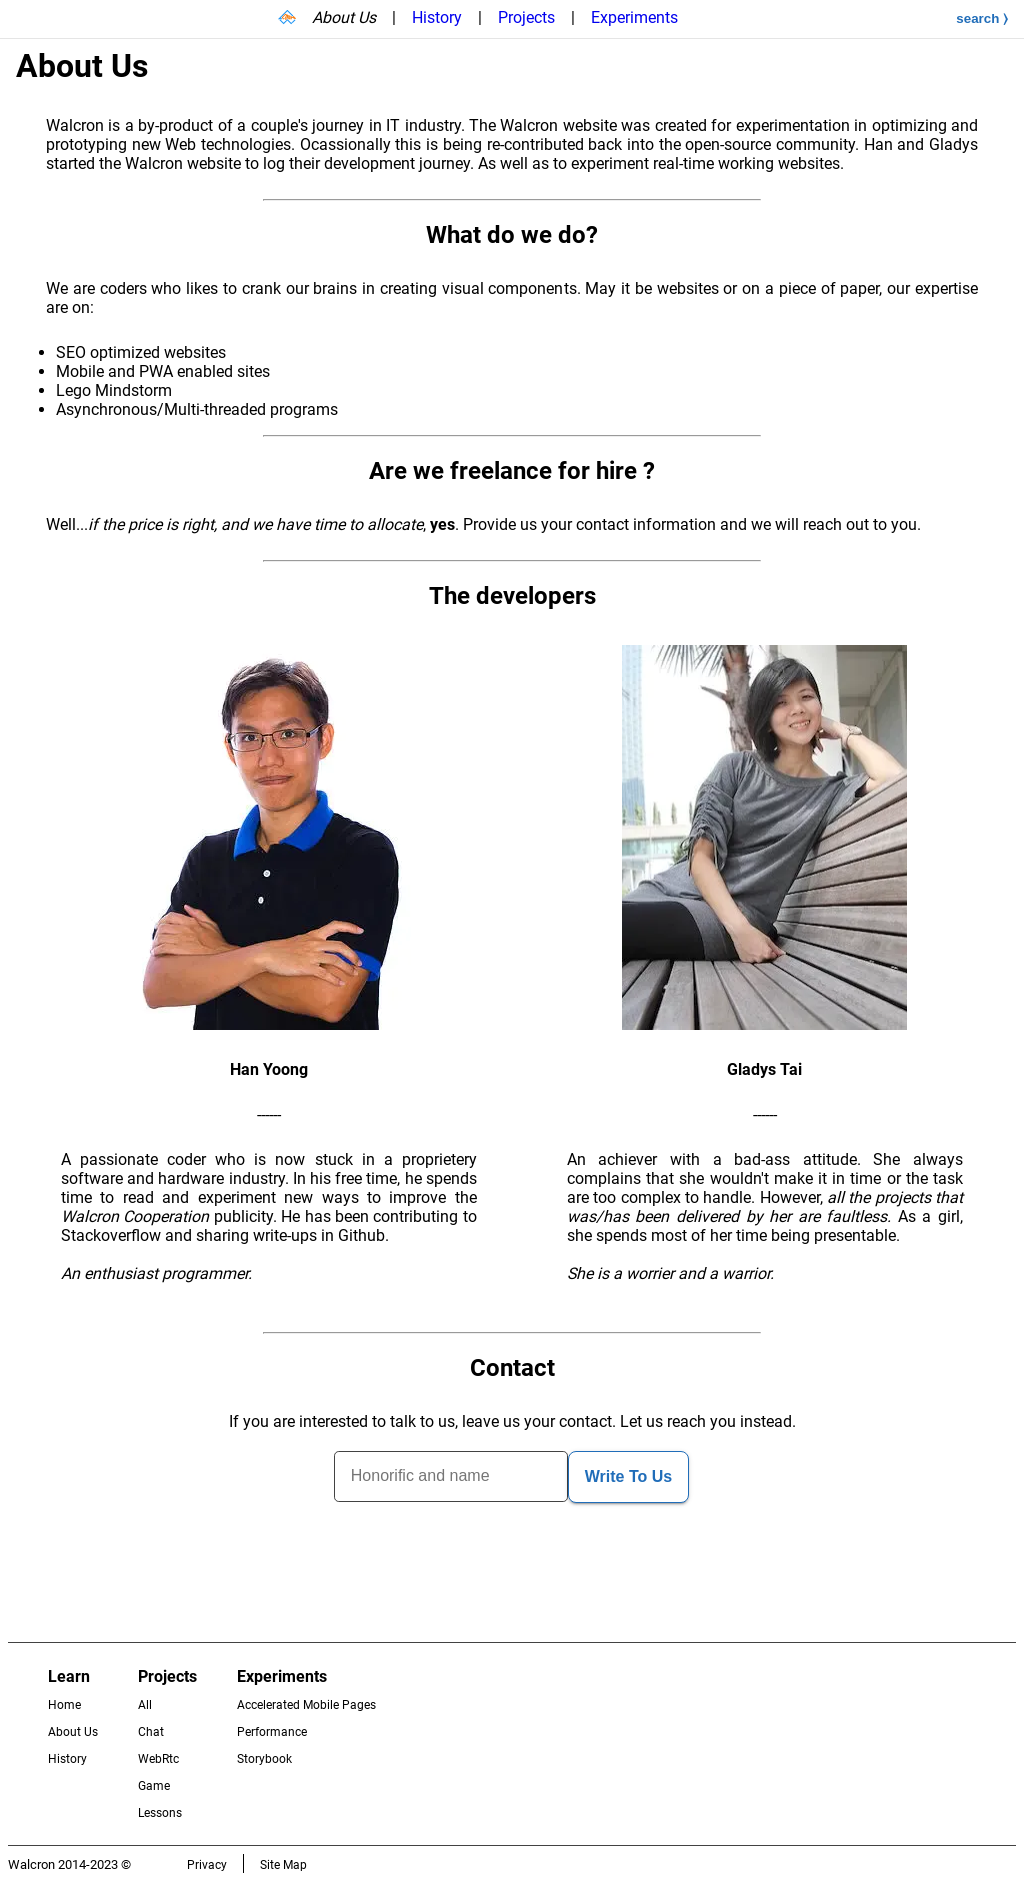 About Us | History | Projects | Experiments search ⟩
About Us
Walcron is a by-product of a couple's journey in IT industry. The Walcron website was created for experimentation in optimizing and
prototyping new Web technologies. Ocassionally this is being re-contributed back into the open-source community. Han and Gladys
started the Walcron website to log their development journey. As well as to experiment real-time working websites.
What do we do?
We are coders who likes to crank our brains in creating visual components. May it be websites or on a piece of paper, our expertise
are on:
• SEO optimized websites
• Mobile and PWA enabled sites
• Lego Mindstorm
• Asynchronous/Multi-threaded programs
Are we freelance for hire ?
Well...if the price is right, and we have time to allocate, yes. Provide us your contact information and we will reach out to you.
The developers
Han Yoong
------
A passionate coder who is now stuck in a proprietery
software and hardware industry. In his free time, he spends
time to read and experiment new ways to improve the
Walcron Cooperation publicity. He has been contributing to
Stackoverflow and sharing write-ups in Github.
An enthusiast programmer.
Gladys Tai
------
An achiever with a bad-ass attitude. She always
complains that she wouldn't make it in time or the task
are too complex to handle. However, all the projects that
was/has been delivered by her are faultless. As a girl,
she spends most of her time being presentable.
She is a worrier and a warrior.
Contact
If you are interested to talk to us, leave us your contact. Let us reach you instead.
Honorific and name Write To Us
Learn
Home
About Us
History
Projects
All
Chat
WebRtc
Game
Lessons
Experiments
Accelerated Mobile Pages
Performance
Storybook
Walcron 2014-2023 © Privacy Site Map